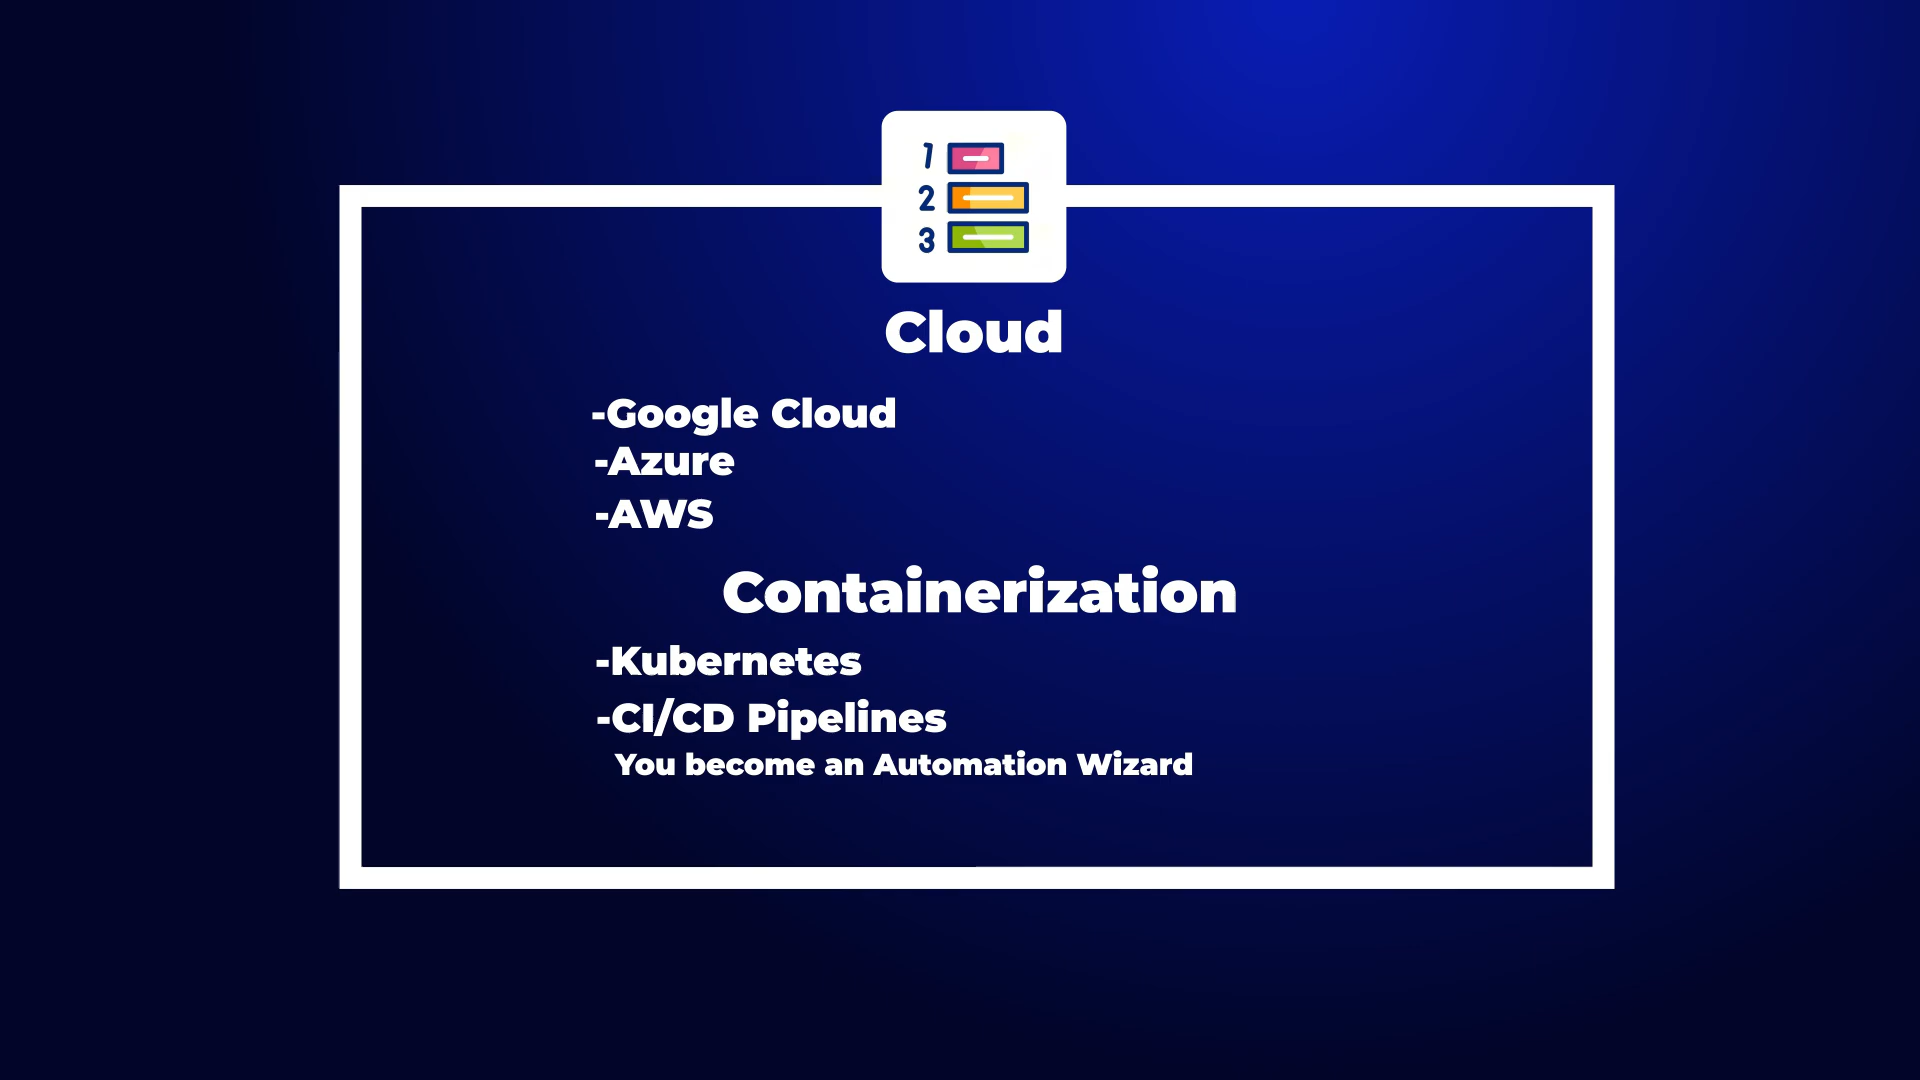 1
2
3
Cloud
-Google Cloud
-Azure
-AWS
Containerization
-Kubernetes
-CI/CD Pipelines
You become an Automation Wizard